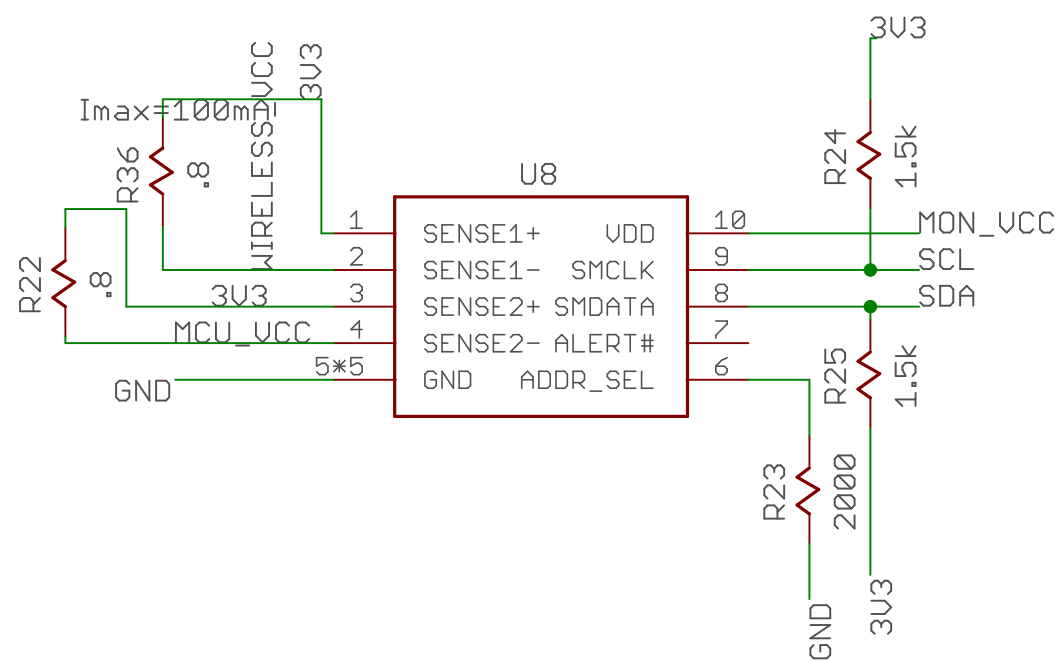 3V3
WIRELESS_VCC
3V3
Imax=100mA
R36
.8
R24
1.5k
U8
1
SENSE1+
VDD
10
MON_VCC
2
SENSE1-
SMCLK
9
SCL
R22
.8
3V3
3
SENSE2+
SMDATA
8
SDA
MCU_VCC
4
SENSE2-
ALERT#
7
GND
5*5
GND
ADDR_SEL
6
R25
1.5k
R23
2000
GND
3V3